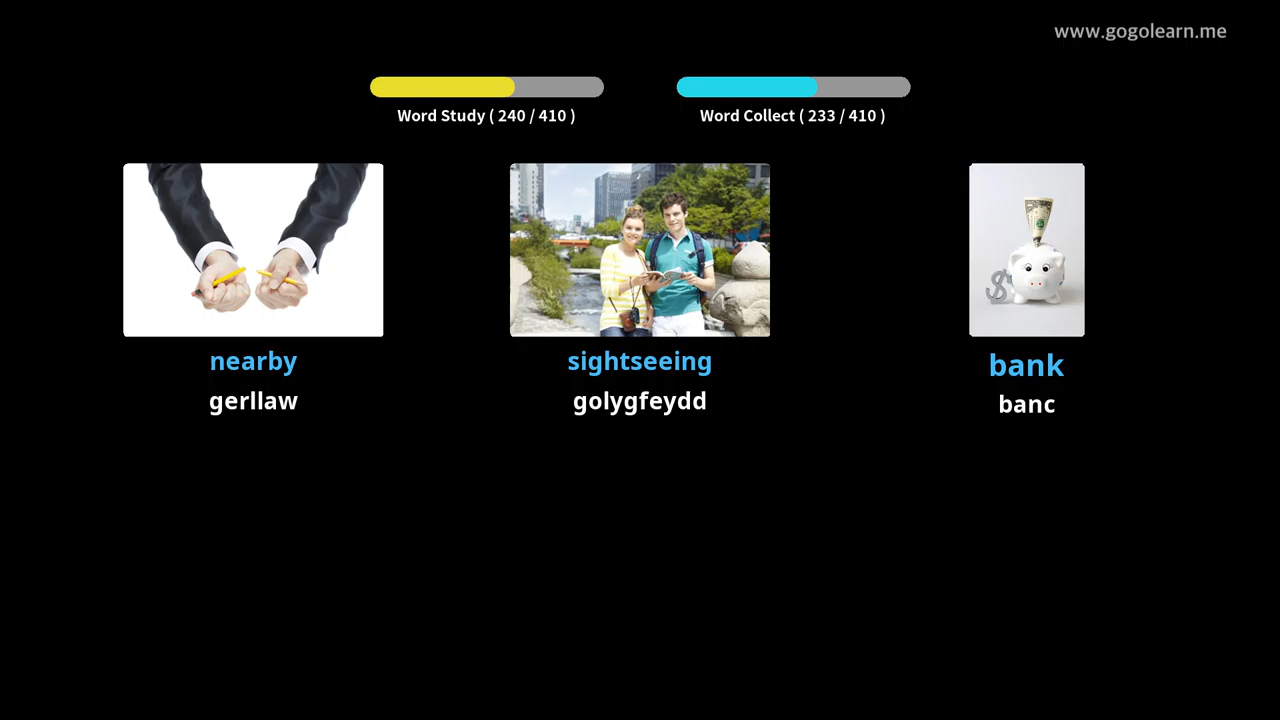 www.gogolearn.me
Word Study ( 240 / 410 )
Word Collect ( 233 / 410 )
nearby
gerllaw
sightseeing
golygfeydd
bank
banc